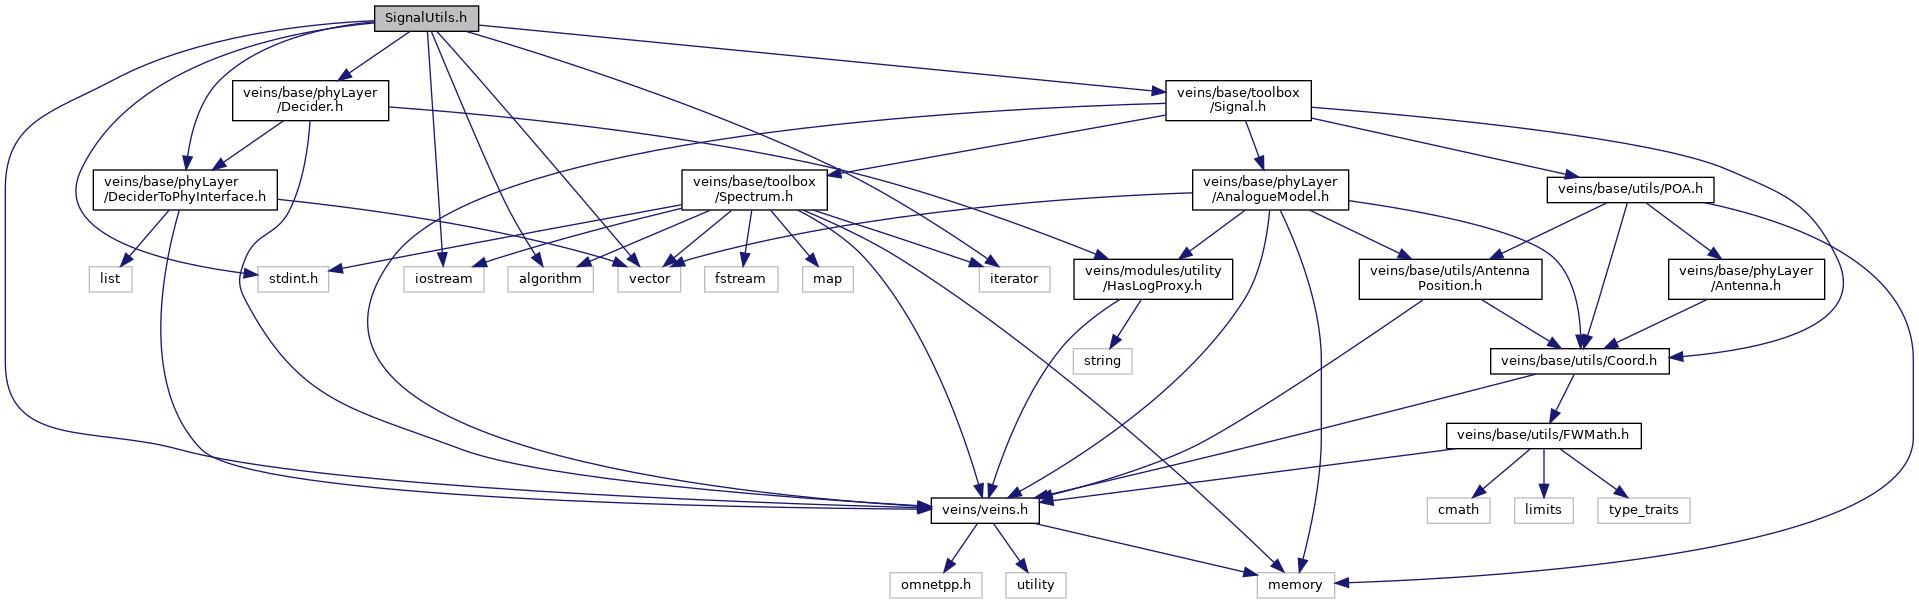 SignalUtils.h
veins/base/phyLayer
/Decider.h
veins/base/toolbox
/Signal.h
veins/base/phyLayer
/DeciderToPhyInterface.h
veins/base/toolbox
/Spectrum.h
veins/base/phyLayer
/AnalogueModel.h
veins/base/utils/POA.h
list
stdint.h
iostream
algorithm
vector
fstream
map
iterator
veins/modules/utility
/HasLogProxy.h
veins/base/utils/Antenna
Position.h
veins/base/phyLayer
/Antenna.h
string
veins/base/utils/Coord.h
veins/base/utils/FWMath.h
veins/veins.h
cmath
limits
type_traits
omnetpp.h
utility
memory